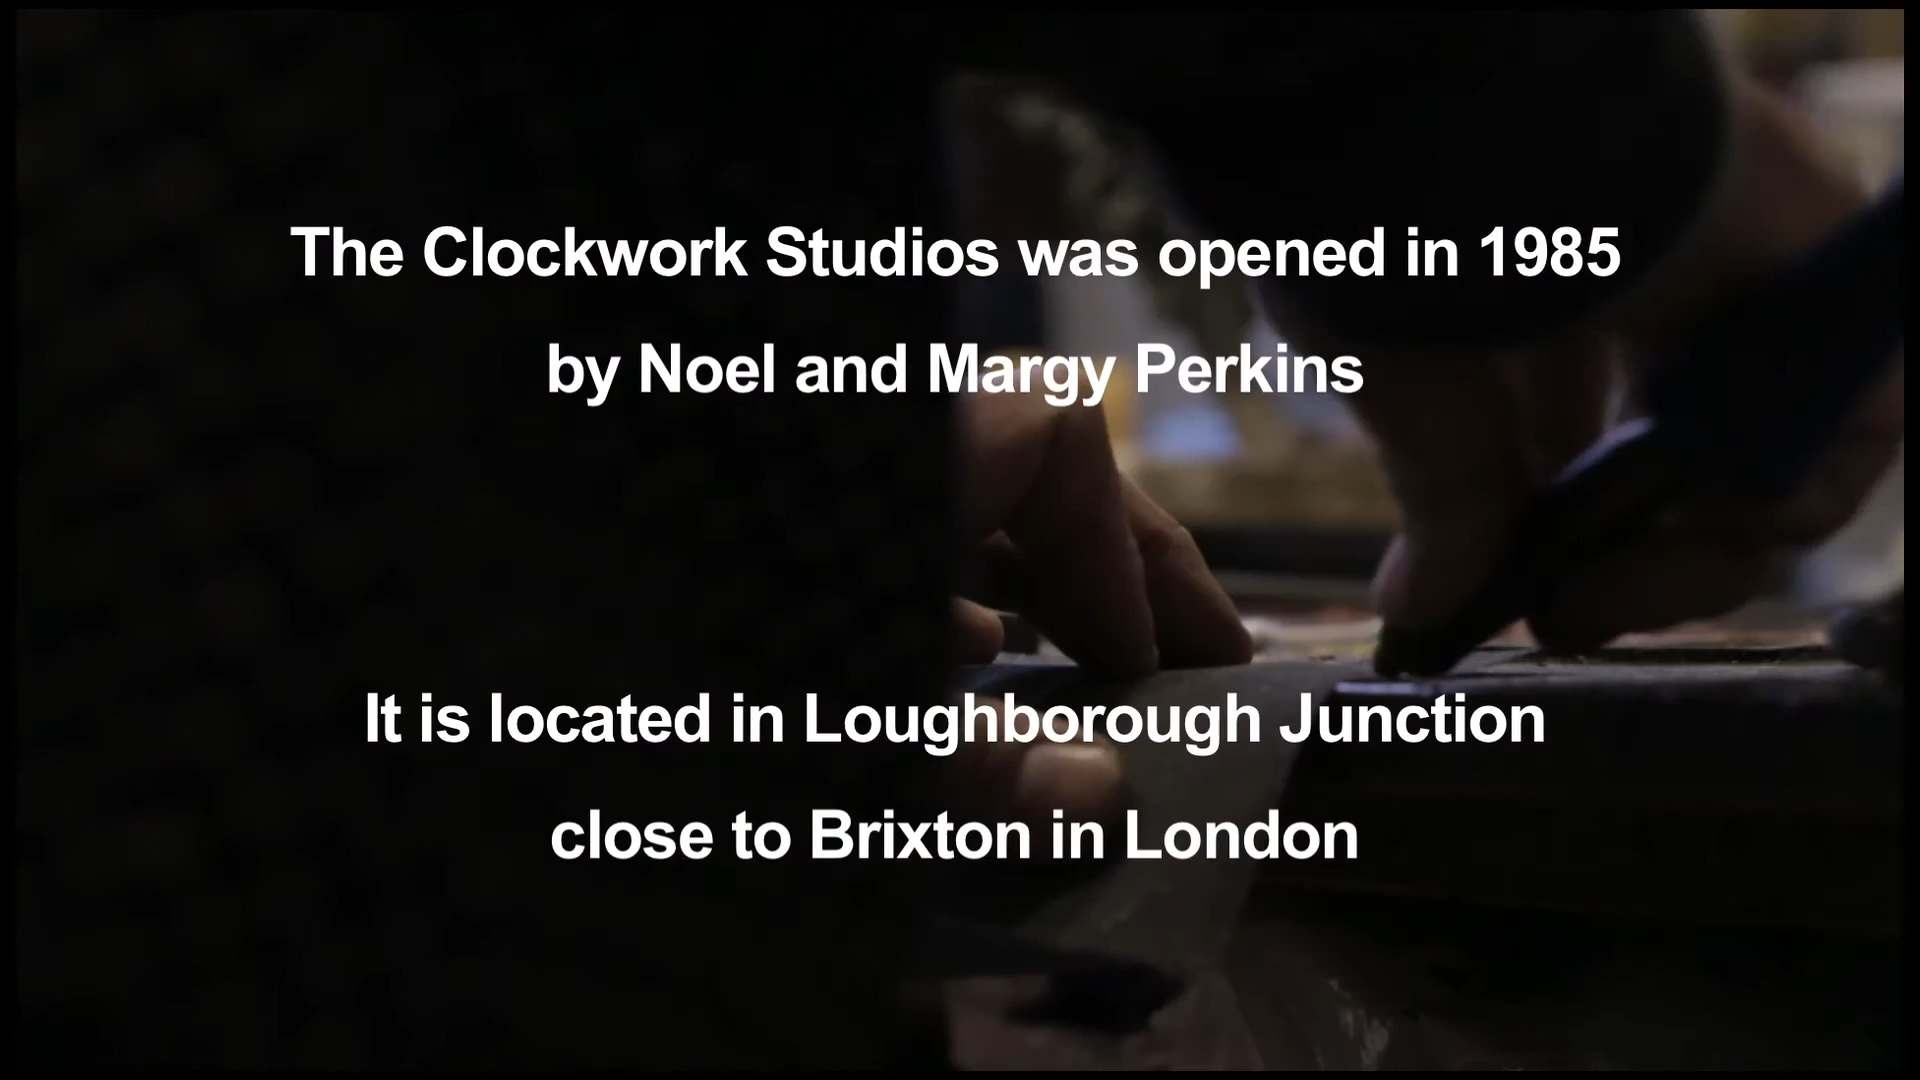 The Clockwork Studios was opened in 1985
by Noel and Margy Perkins
It is located in Loughborough Junction
close to Brixton in London